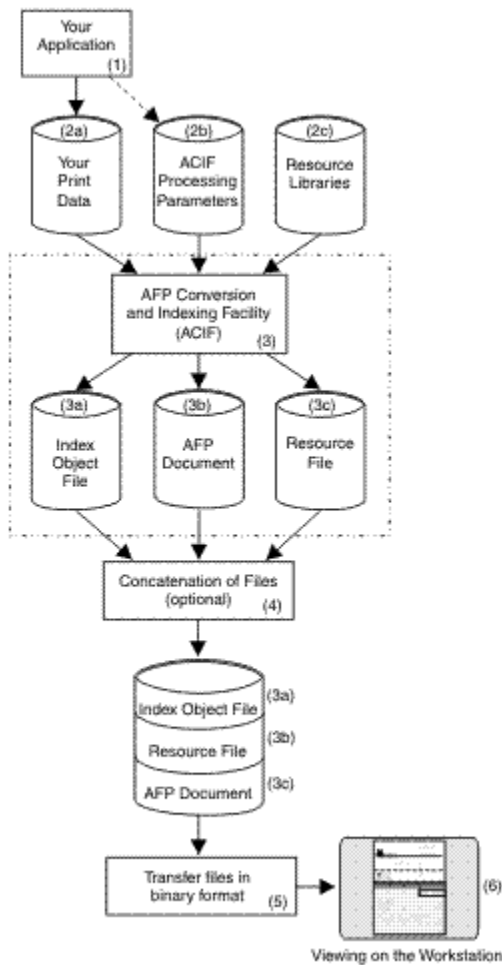 Your
Application
(1)
(2a)
Your
Print
Data
(2b)
ACIF
Processing
Parameters
(2c)
Resource
Libraries
AFP Conversion
and Indexing Facility
(ACIF)
(3)
(3a)
Index
Object
File
(3b)
AFP
Document
(3c)
Resource
File
Concatenation of Files
(optional)
(4)
Index Object File
(3a)
Resource File
(3b)
AFP Document
(3c)
Transfer files in
binary format
(5)
(6)
Viewing on the Workstation